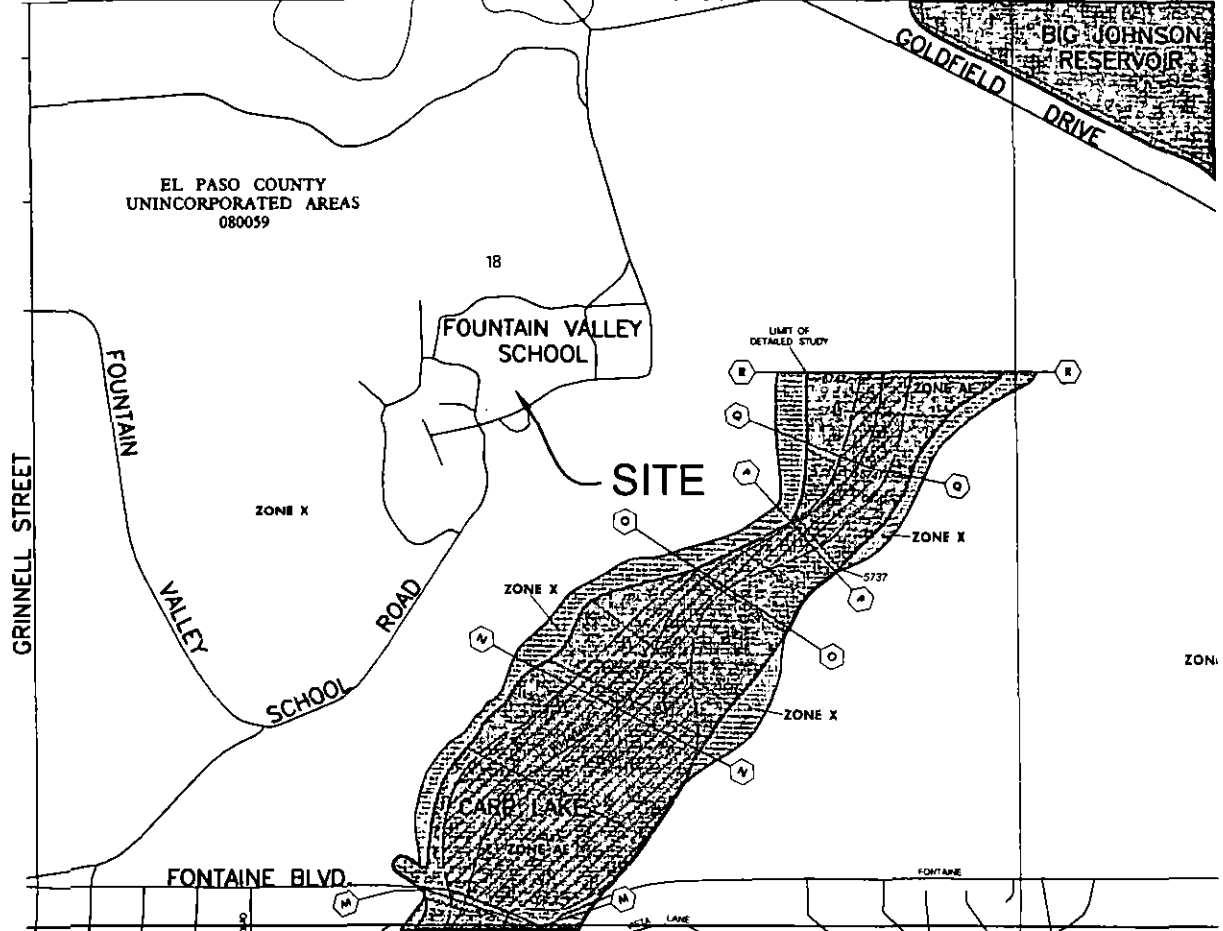 BIG JOHNSON
RESERVOIR
GOLDFIELD DRIVE
EL PASO COUNTY
UNINCORPORATED AREAS
080059
18
FOUNTAIN VALLEY
SCHOOL
LIMIT OF
DETAILED STUDY
R
R
ZONE AE
FOUNTAIN VALLEY SCHOOL ROAD
Q
Q
SITE
GRINNELL STREET
ZONE X
O
ZONE X
5737
ZONE X
N
O
ZONE X
N
CARP LAKE
ZONE AE
FONTAINE BLVD.
FONTAINE
M
M
LANE